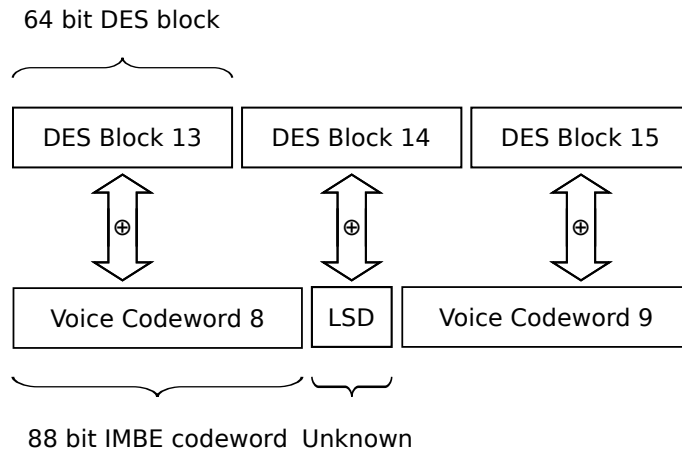 64 bit DES block
DES Block 13 DES Block 14 DES Block 15
⊕ ⊕ ⊕
Voice Codeword 8 LSD Voice Codeword 9
88 bit IMBE codeword Unknown